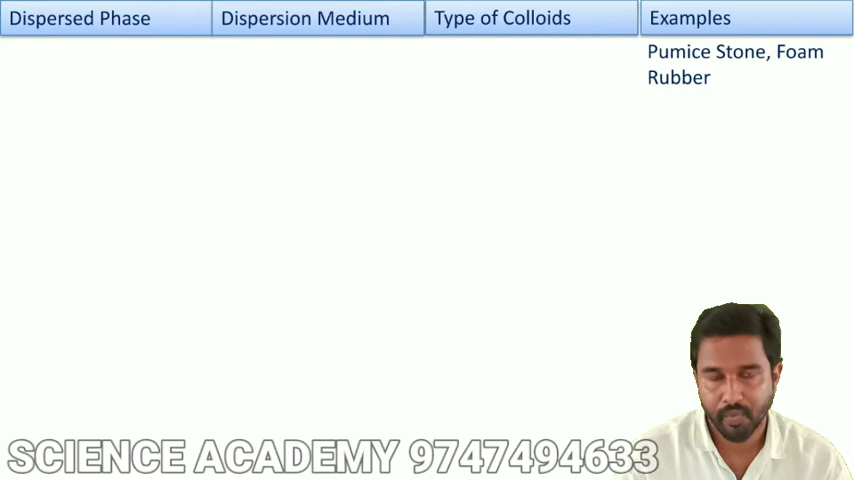 Dispersed Phase
Dispersion Medium
Type of Colloids
Examples
Pumice Stone, Foam
Rubber
SCIENCE ACADEMY 9747494633